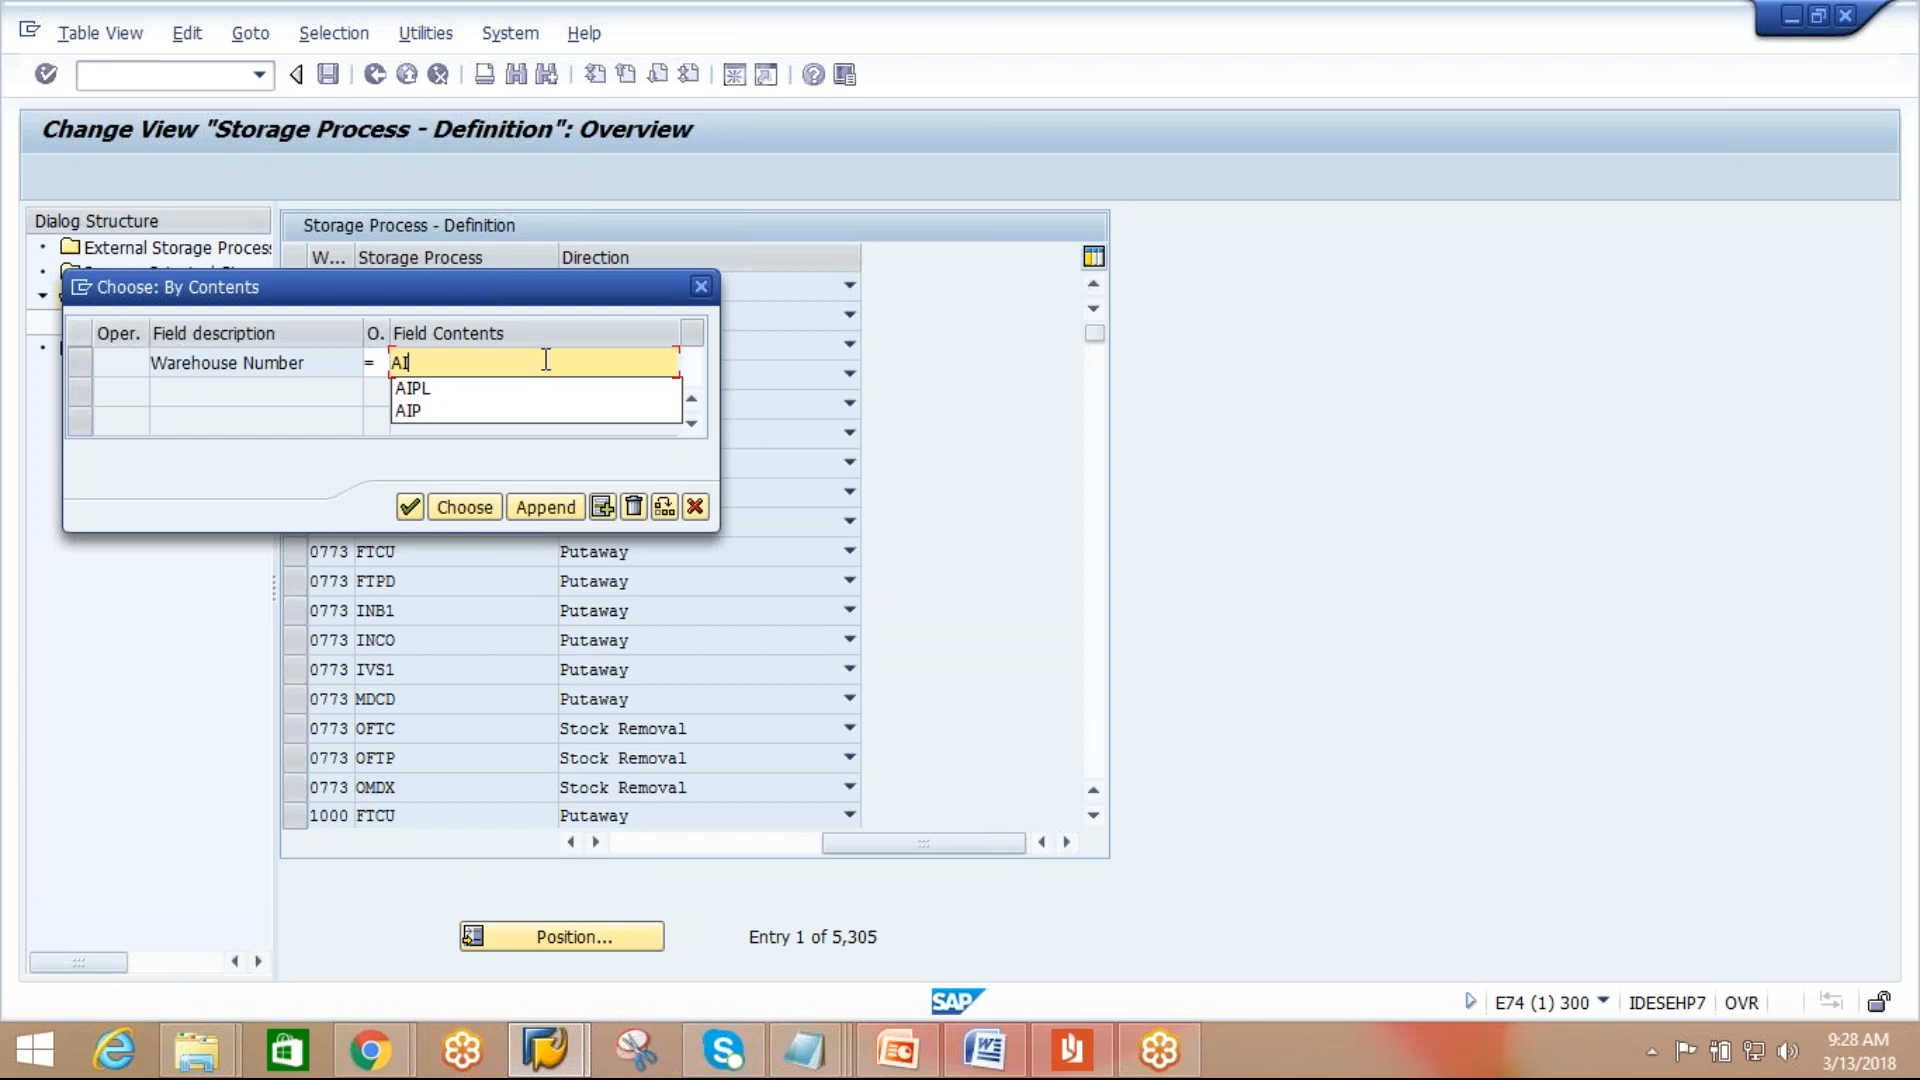 Table View Edit Goto Selection Utilities System Help
Change View "Storage Process - Definition": Overview
Dialog Structure
External Storage Process
Storage Process - Definition
W... Storage Process Direction
Choose: By Contents
Oper. Field description O. Field Contents
Warehouse Number = AI
AIPL
AIP
Choose Append
0773 FTCU Putaway
0773 FTPD Putaway
0773 INB1 Putaway
0773 INCO Putaway
0773 IVS1 Putaway
0773 MDCD Putaway
0773 OFTC Stock Removal
0773 OFTP Stock Removal
0773 OMDX Stock Removal
1000 FTCU Putaway
Position... Entry 1 of 5,305
SAP
E74 (1) 300 IDESEHP7 OVR
9:28 AM
3/13/2018